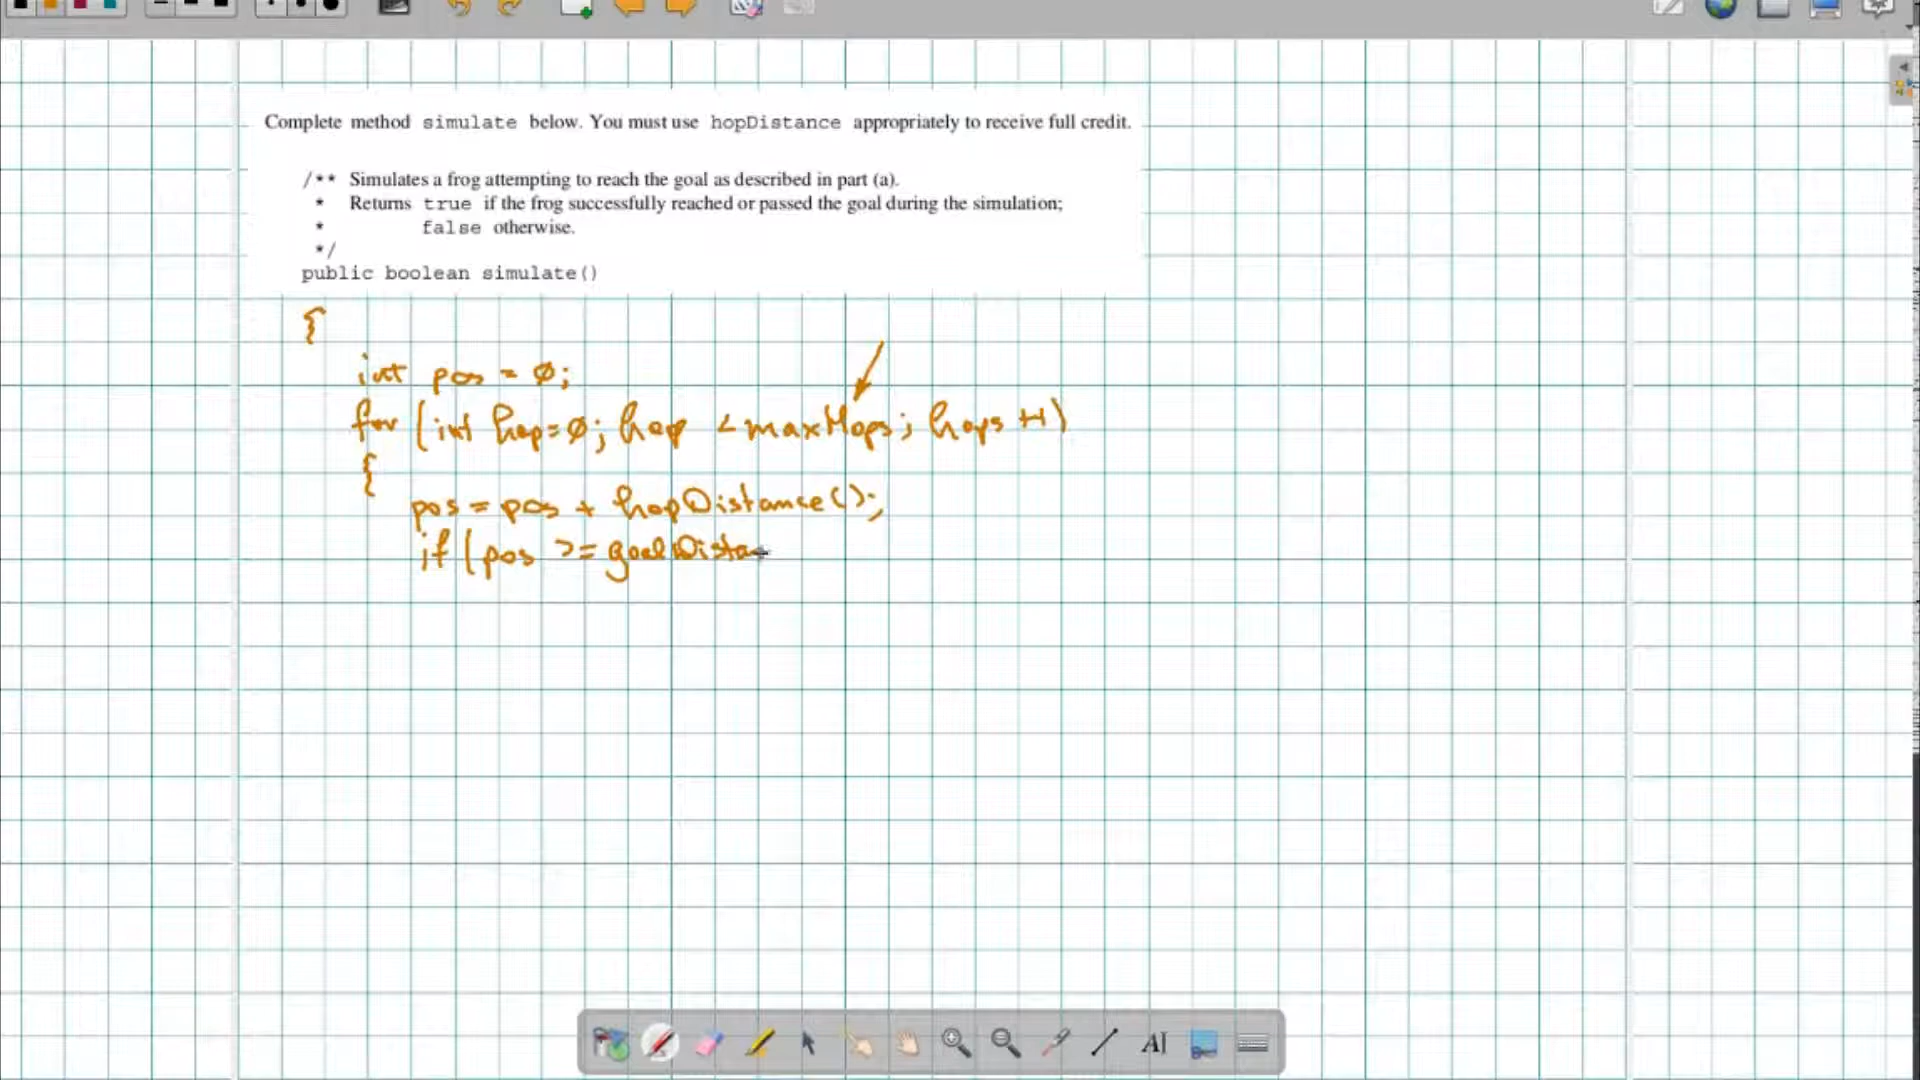 Complete method simulate below. You must use hopDistance appropriately to receive full credit.
/** Simulates a frog attempting to reach the goal as described in part (a).
* Returns true if the frog successfully reached or passed the goal during the simulation;
* false otherwise.
*/
public boolean simulate()
{
int pos = 0;
for (int hop=0; hop < maxHops; hops ++)
{
pos = pos + hopDistance();
if (pos >= goalDista
AI